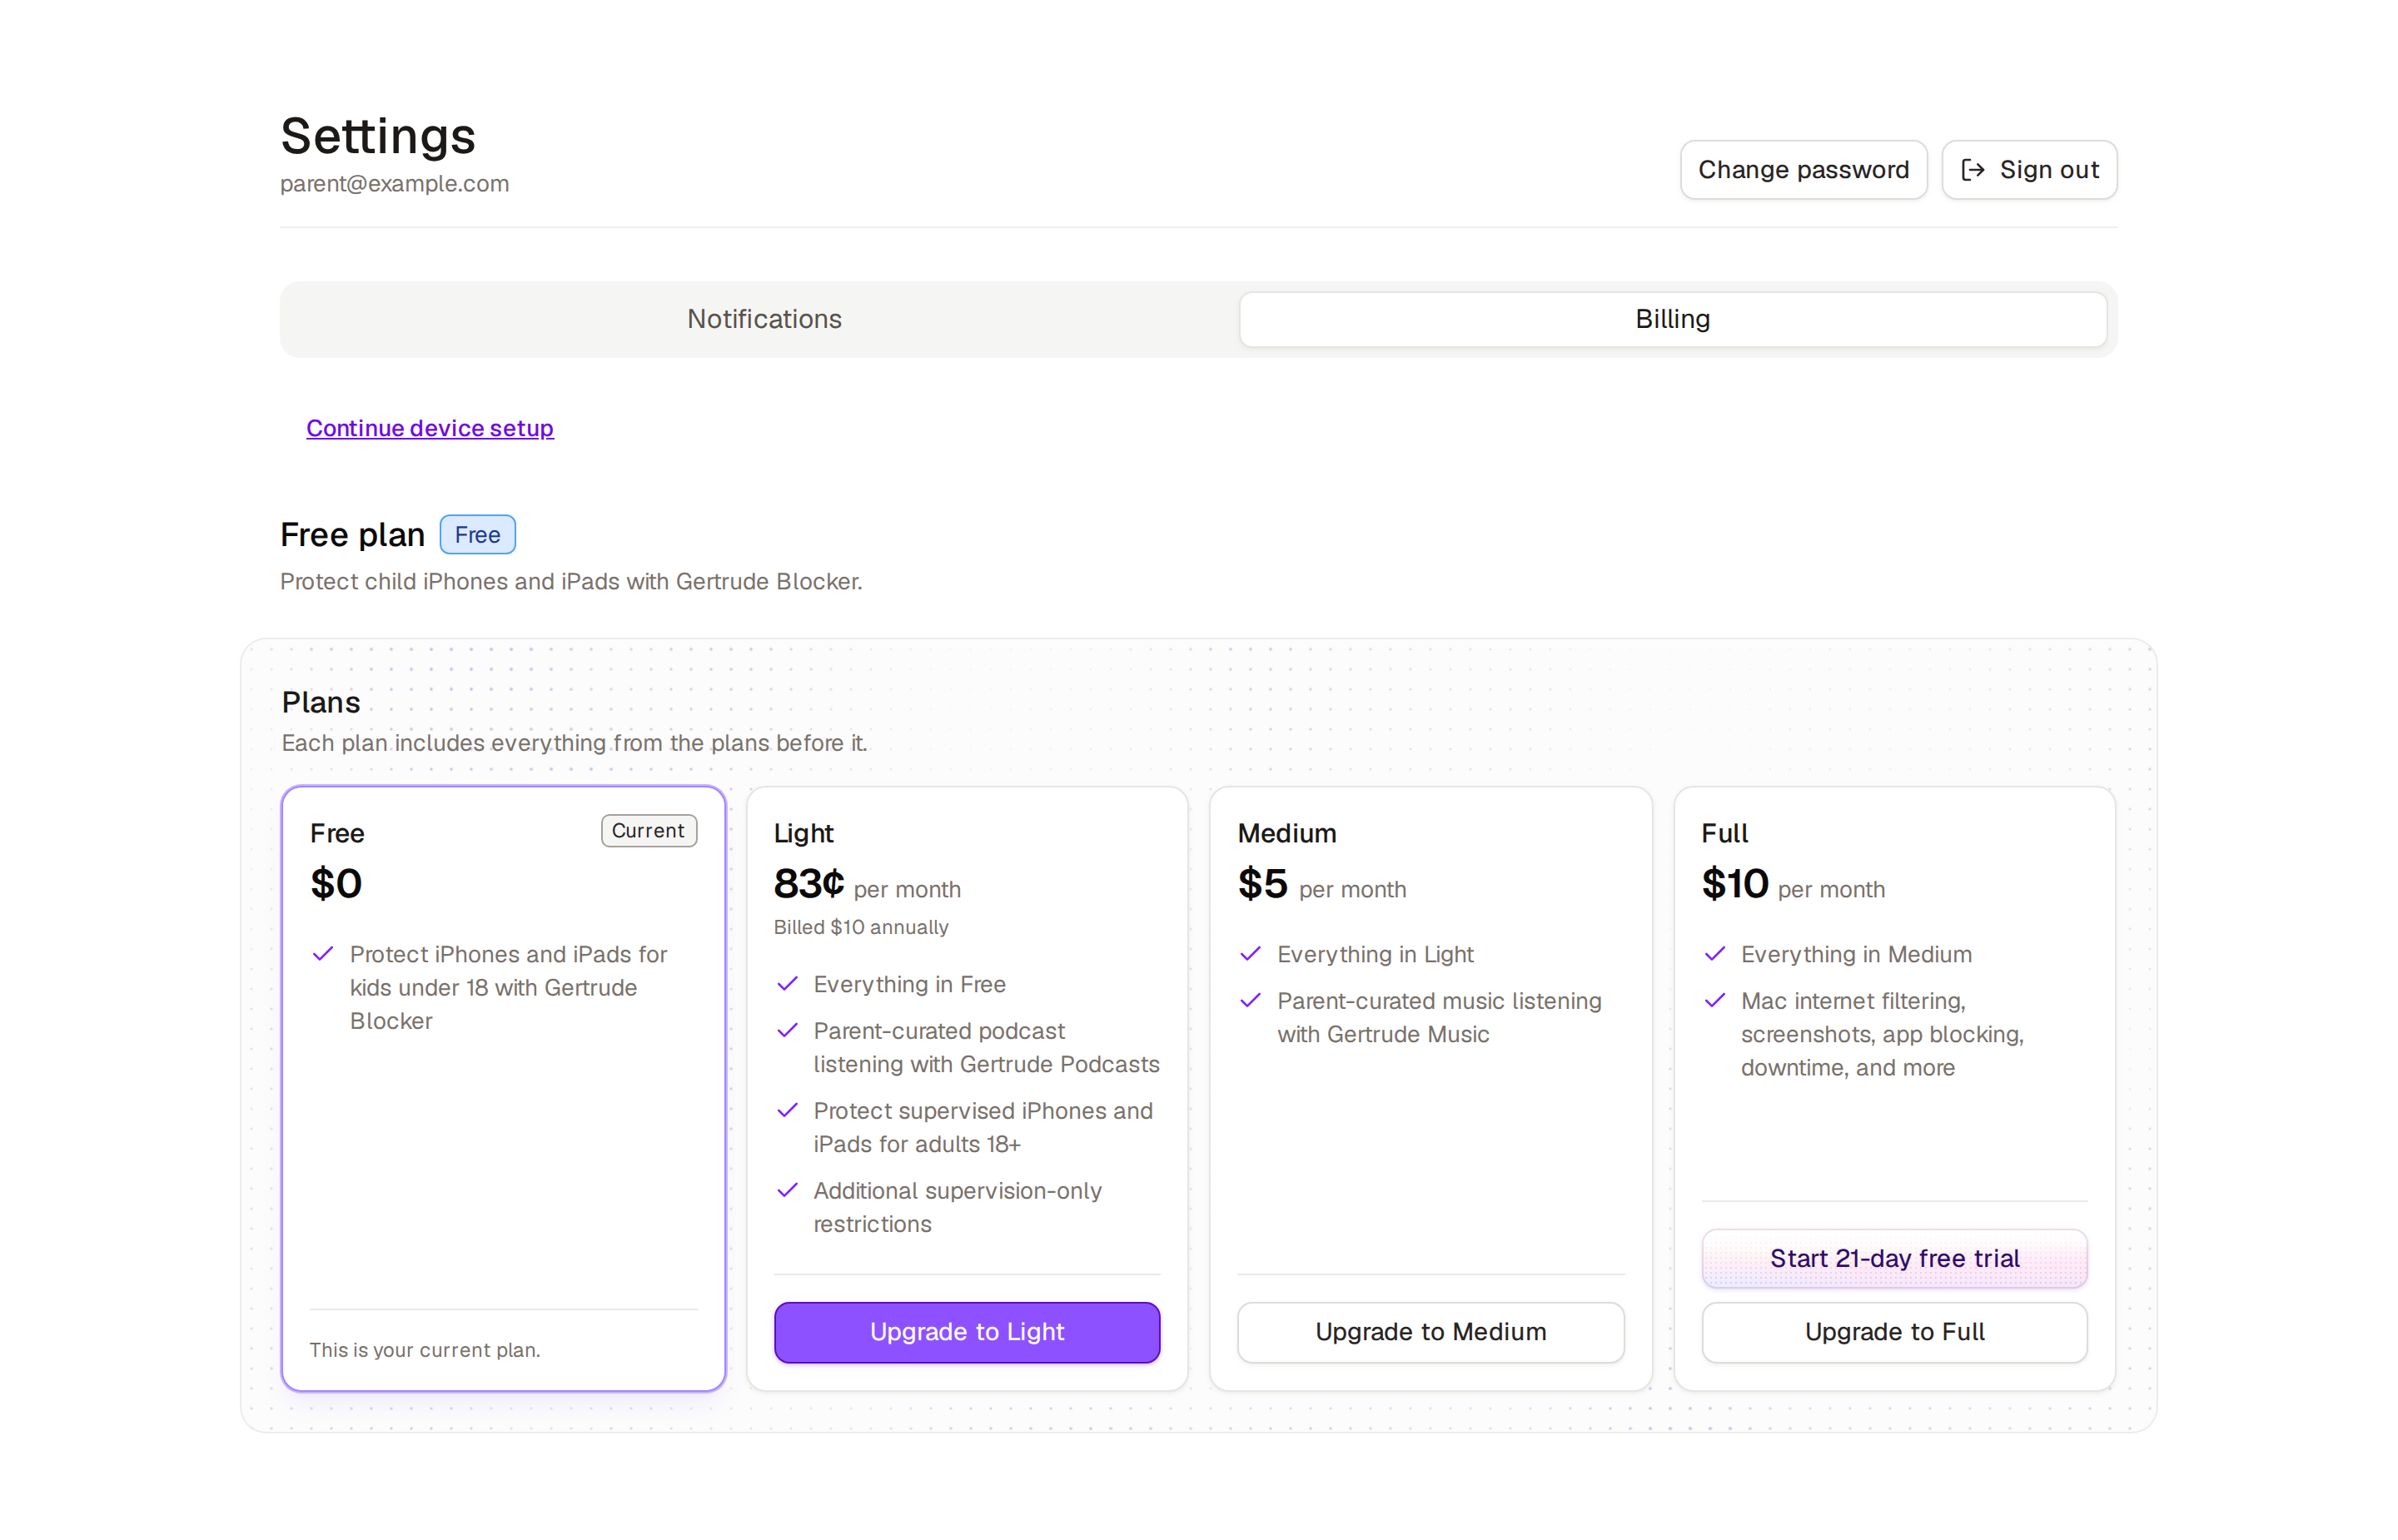 Settings
parent@example.com
Change password
Sign out
Notifications
Billing
Continue device setup
Free plan
Free
Protect child iPhones and iPads with Gertrude Blocker.
Plans
Each plan includes everything from the plans before it.
Free
Current
$0
Protect iPhones and iPads for
kids under 18 with Gertrude
Blocker
This is your current plan.
Light
83¢ per month
Billed $10 annually
Everything in Free
Parent-curated podcast
listening with Gertrude Podcasts
Protect supervised iPhones and
iPads for adults 18+
Additional supervision-only
restrictions
Upgrade to Light
Medium
$5 per month
Everything in Light
Parent-curated music listening
with Gertrude Music
Upgrade to Medium
Full
$10 per month
Everything in Medium
Mac internet filtering,
screenshots, app blocking,
downtime, and more
Start 21-day free trial
Upgrade to Full